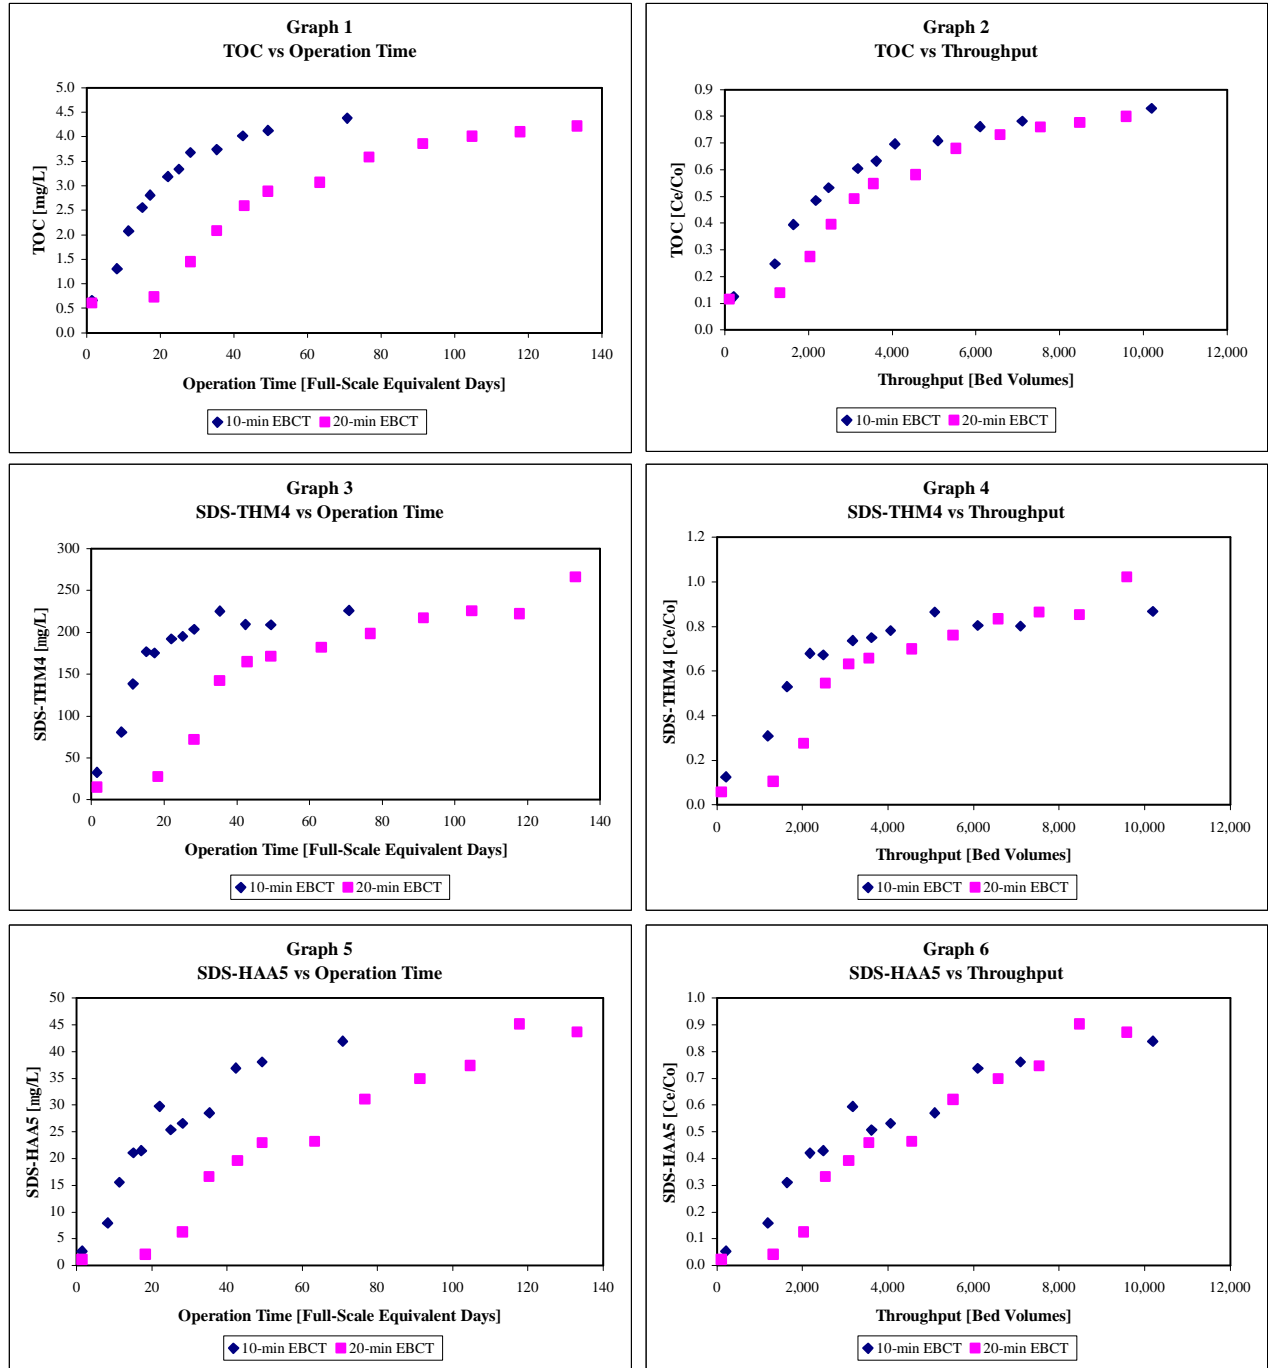 Graph 1
TOC vs Operation Time
5.0
4.5
4.0
3.5
3.0
2.5
2.0
1.5
1.0
0.5
0.0
TOC [mg/L]
0 20 40 60 80 100 120 140
Operation Time [Full-Scale Equivalent Days]
10-min EBCT 20-min EBCT
Graph 2
TOC vs Throughput
0.9
0.8
0.7
0.6
0.5
0.4
0.3
0.2
0.1
0.0
TOC [Ce/Co]
0 2,000 4,000 6,000 8,000 10,000 12,000
Throughput [Bed Volumes]
10-min EBCT 20-min EBCT
Graph 3
SDS-THM4 vs Operation Time
300
250
200
150
100
50
0
SDS-THM4 [mg/L]
0 20 40 60 80 100 120 140
Operation Time [Full-Scale Equivalent Days]
10-min EBCT 20-min EBCT
Graph 4
SDS-THM4 vs Throughput
1.2
1.0
0.8
0.6
0.4
0.2
0.0
SDS-THM4 [Ce/Co]
0 2,000 4,000 6,000 8,000 10,000 12,000
Throughput [Bed Volumes]
10-min EBCT 20-min EBCT
Graph 5
SDS-HAA5 vs Operation Time
50
45
40
35
30
25
20
15
10
5
0
SDS-HAA5 [mg/L]
0 20 40 60 80 100 120 140
Operation Time [Full-Scale Equivalent Days]
10-min EBCT 20-min EBCT
Graph 6
SDS-HAA5 vs Throughput
1.0
0.9
0.8
0.7
0.6
0.5
0.4
0.3
0.2
0.1
0.0
SDS-HAA5 [Ce/Co]
0 2,000 4,000 6,000 8,000 10,000 12,000
Throughput [Bed Volumes]
10-min EBCT 20-min EBCT